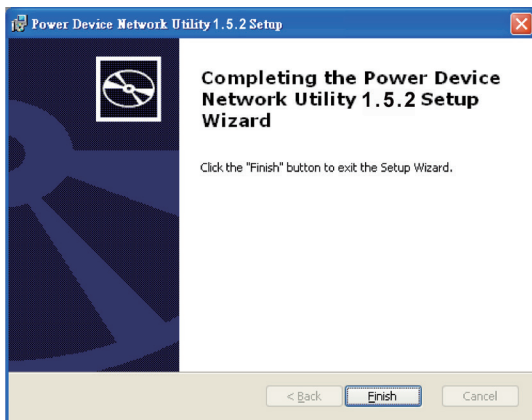 Power Device Network Utility 1.5.2 Setup
Completing the Power Device
Network Utility 1.5.2 Setup
Wizard
Click the "Finish" button to exit the Setup Wizard.
< Back Finish Cancel